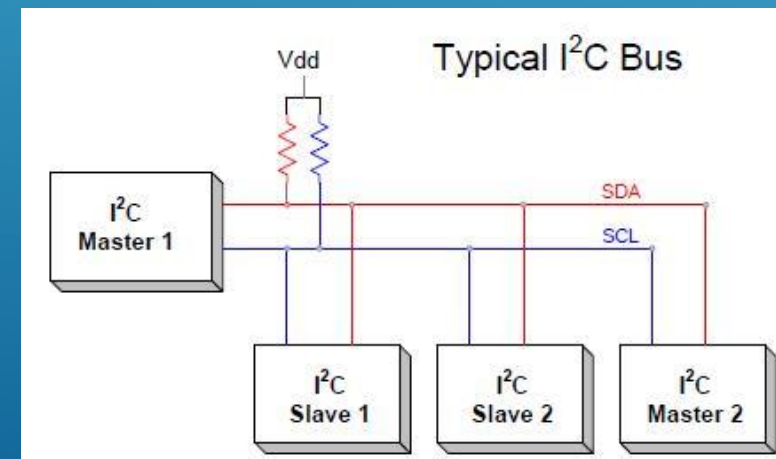 Typical I²C Bus
Vdd
SDA
I²C
Master 1
SCL
I²C
Slave 1
I²C
Slave 2
I²C
Master 2